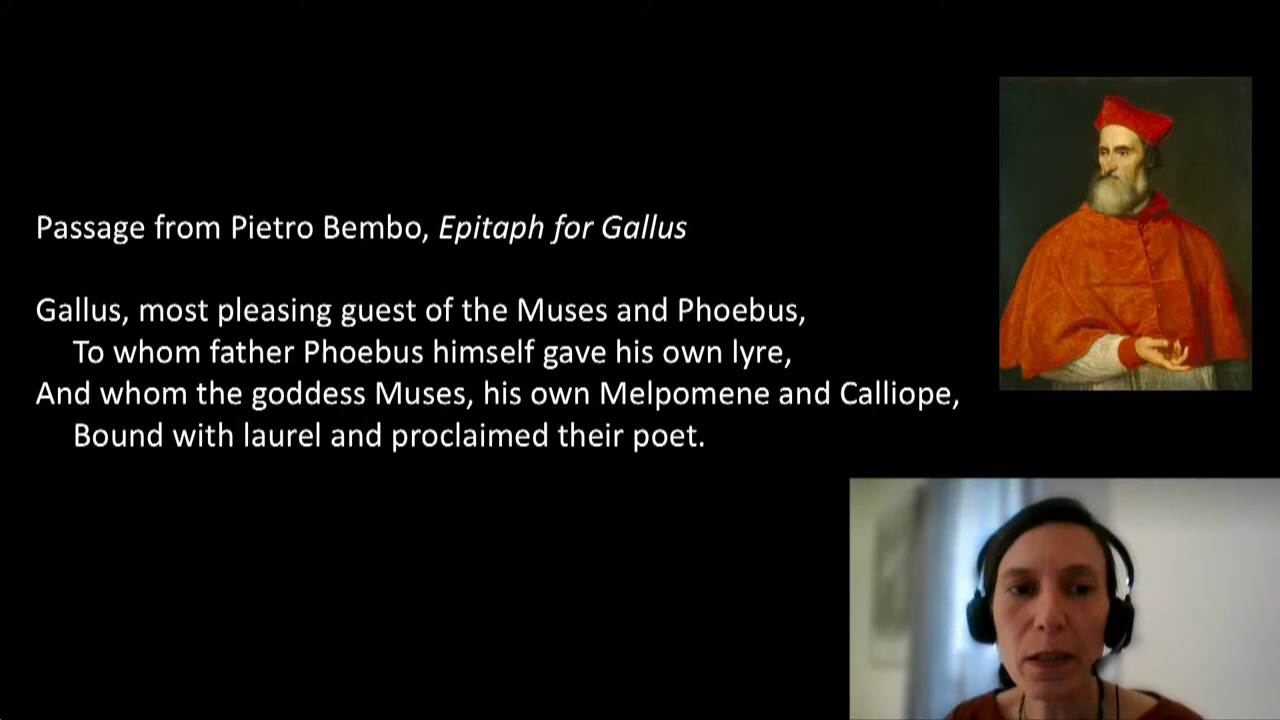 Passage from Pietro Bembo, Epitaph for Gallus
Gallus, most pleasing guest of the Muses and Phoebus,
To whom father Phoebus himself gave his own lyre,
And whom the goddess Muses, his own Melpomene and Calliope,
Bound with laurel and proclaimed their poet.